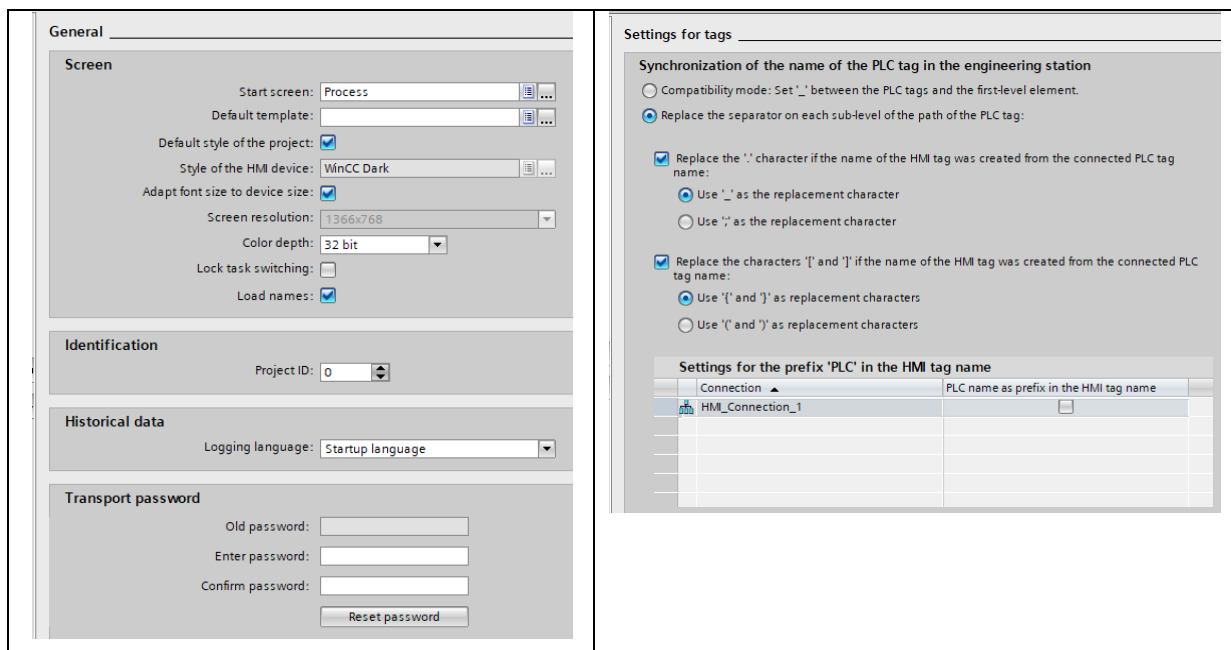 General
Screen
Start screen: Process
Default template:
Default style of the project:
Style of the HMI device: WinCC Dark
Adapt font size to device size:
Screen resolution: 1366x768
Color depth: 32 bit
Lock task switching:
Load names:
Identification
Project ID: 0
Historical data
Logging language: Startup language
Transport password
Old password:
Enter password:
Confirm password:
Reset password
Settings for tags
Synchronization of the name of the PLC tag in the engineering station
Compatibility mode: Set '_' between the PLC tags and the first-level element.
Replace the separator on each sub-level of the path of the PLC tag:
Replace the '.' character if the name of the HMI tag was created from the connected PLC tag
name:
Use '_' as the replacement character
Use ';' as the replacement character
Replace the characters '[' and ']' if the name of the HMI tag was created from the connected PLC
tag name:
Use '{' and '}' as replacement characters
Use '(' and ')' as replacement characters
Settings for the prefix 'PLC' in the HMI tag name
Connection PLC name as prefix in the HMI tag name
HMI_Connection_1